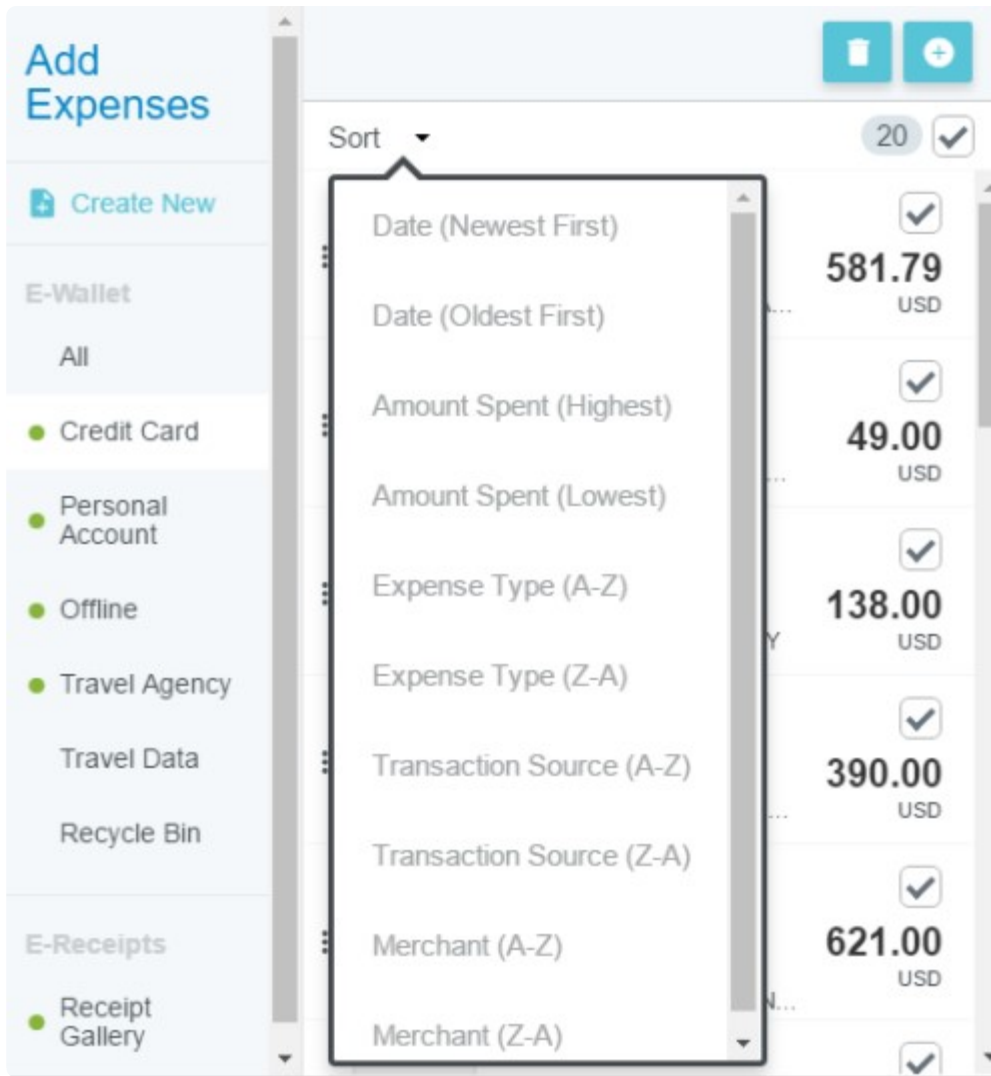 Add
Expenses
Create New
E-Wallet
All
Credit Card
Personal
Account
Offline
Travel Agency
Travel Data
Recycle Bin
E-Receipts
Receipt
Gallery
Sort
20
Date (Newest First)
Date (Oldest First)
Amount Spent (Highest)
Amount Spent (Lowest)
Expense Type (A-Z)
Expense Type (Z-A)
Transaction Source (A-Z)
Transaction Source (Z-A)
Merchant (A-Z)
Merchant (Z-A)
581.79
USD
49.00
USD
138.00
Y USD
390.00
USD
621.00
USD